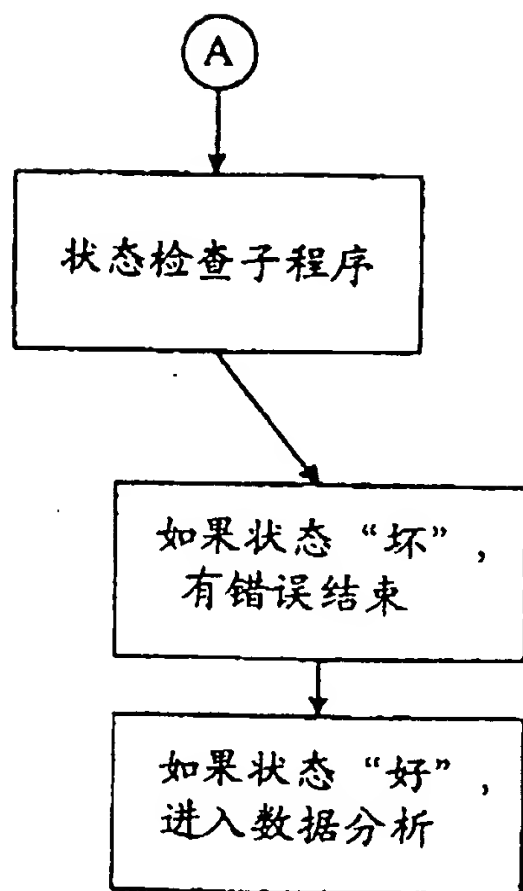 A
状态检查子程序
如果状态“坏”，
有错误结束
如果状态“好”，
进入数据分析